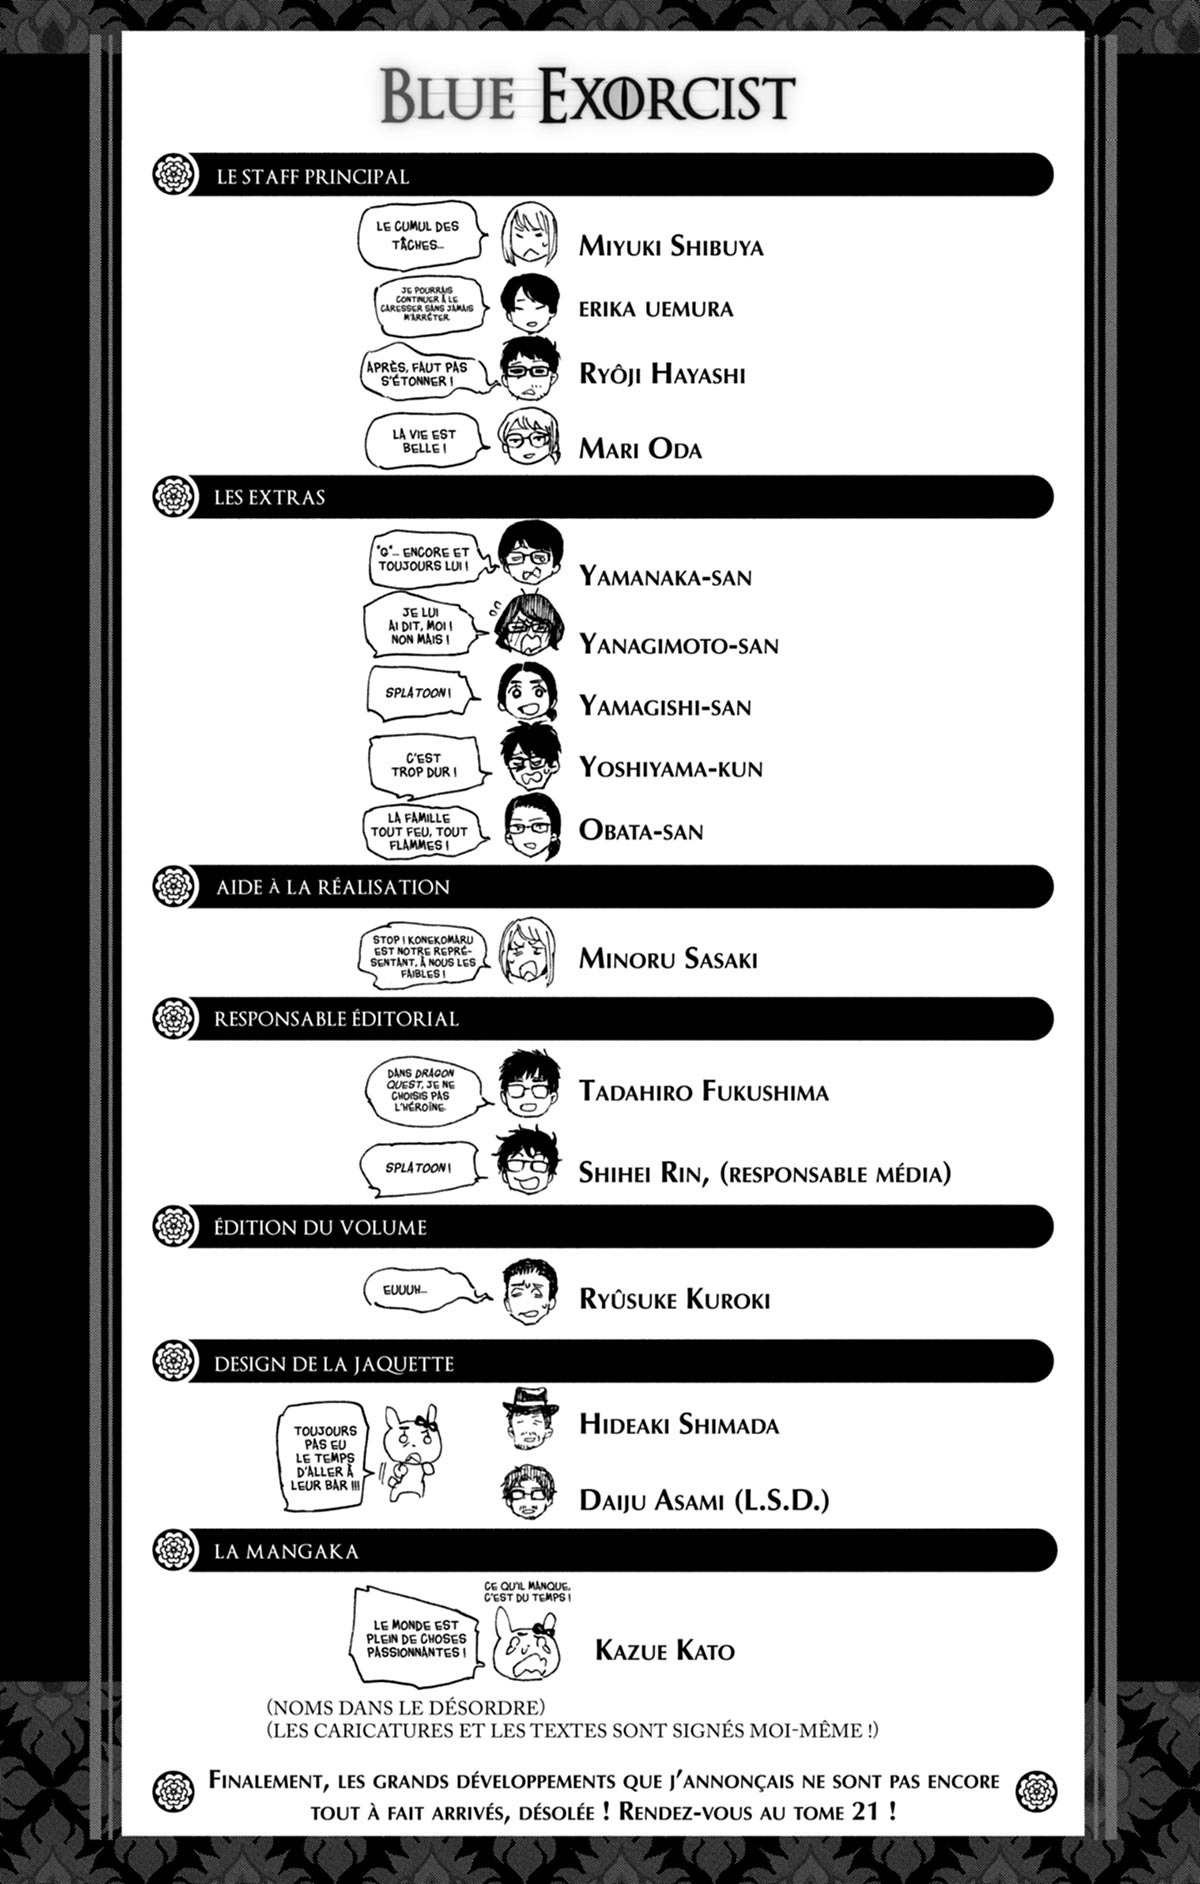 BLUE EXORCIST
LE STAFF PRINCIPAL
LE CUMUL DES
TÂCHES...
MIYUKI SHIBUYA
JE POURRAIS
CONTINUER À LE
CARESSER SANS JAMAIS
M'ARRÊTER.
ERIKA UEMURA
APRÈS, FAUT PAS
S'ÉTONNER !
RYÔJI HAYASHI
LA VIE EST
BELLE !
MARI ODA
LES EXTRAS
"G"... ENCORE ET
TOUJOURS LUI !
YAMANAKA-SAN
JE LUI
AI DIT, MOI !
NON MAIS !
YANAGIMOTO-SAN
SPLATOON !
YAMAGISHI-SAN
C'EST
TROP DUR !
YOSHIYAMA-KUN
LA FAMILLE
TOUT FEU, TOUT
FLAMMES !
OBATA-SAN
AIDE À LA RÉALISATION
STOP ! KONEKOMARU
EST NOTRE REPRÉ-
SENTANT, À NOUS LES
FAIBLES !
MINORU SASAKI
RESPONSABLE ÉDITORIAL
DANS DRAGON
QUEST, JE NE
CHOISIS PAS
L'HÉROÏNE.
TADAHIRO FUKUSHIMA
SPLATOON !
SHIHEI RIN, (RESPONSABLE MÉDIA)
ÉDITION DU VOLUME
EUUUH...
RYÛSUKE KUROKI
DESIGN DE LA JAQUETTE
TOUJOURS
PAS EU
LE TEMPS
D'ALLER À
LEUR BAR !!!
HIDEAKI SHIMADA
DAIJU ASAMI (L.S.D.)
LA MANGAKA
CE QU'IL MANQUE,
C'EST DU TEMPS !
LE MONDE EST
PLEIN DE CHOSES
PASSIONNANTES !
KAZUE KATO
(NOMS DANS LE DÉSORDRE)
(LES CARICATURES ET LES TEXTES SONT SIGNÉS MOI-MÊME !)
FINALEMENT, LES GRANDS DÉVELOPPEMENTS QUE J'ANNONÇAIS NE SONT PAS ENCORE
TOUT À FAIT ARRIVÉS, DÉSOLÉE ! RENDEZ-VOUS AU TOME 21 !